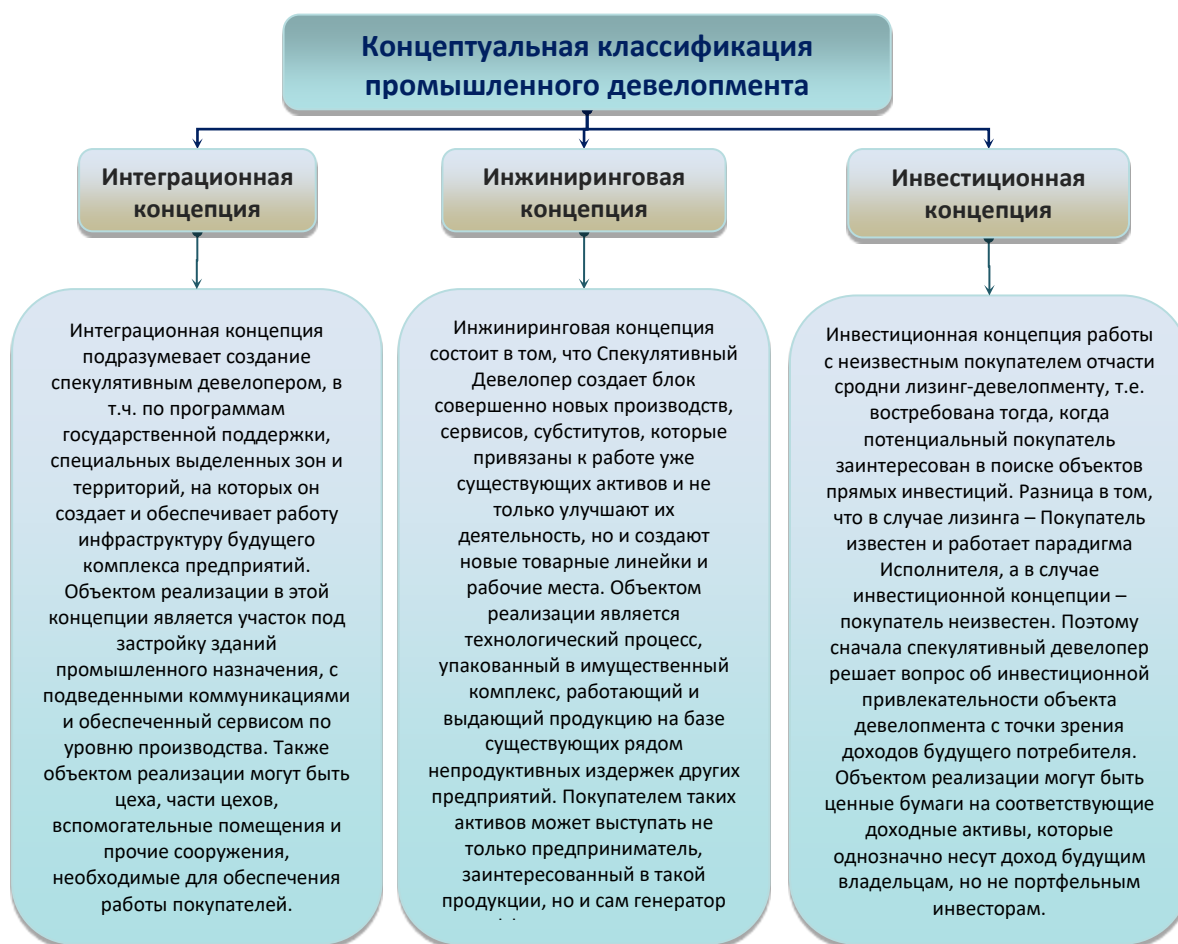 Концептуальная классификация
промышленного девелопмента
Интеграционная
концепция
Инжиниринговая
концепция
Инвестиционная
концепция
Интеграционная концепция
подразумевает создание
спекулятивным девелопером, в
т.ч. по программам
государственной поддержки,
специальных выделенных зон и
территорий, на которых он
создает и обеспечивает работу
инфраструктуру будущего
комплекса предприятий.
Объектом реализации в этой
концепции является участок под
застройку зданий
промышленного назначения, с
подведенными коммуникациями
и обеспеченный сервисом по
уровню производства. Также
объектом реализации могут быть
цеха, части цехов,
вспомогательные помещения и
прочие сооружения,
необходимые для обеспечения
работы покупателей.
Инжиниринговая концепция
состоит в том, что Спекулятивный
Девелопер создает блок
совершенно новых производств,
сервисов, субститутов, которые
привязаны к работе уже
существующих активов и не
только улучшают их
деятельность, но и создают
новые товарные линейки и
рабочие места. Объектом
реализации является
технологический процесс,
упакованный в имущественный
комплекс, работающий и
выдающий продукцию на базе
существующих рядом
непродуктивных издержек других
предприятий. Покупателем таких
активов может выступать не
только предприниматель,
заинтересованный в такой
продукции, но и сам генератор
Инвестиционная концепция работы
с неизвестным покупателем отчасти
сродни лизинг-девелопменту, т.е.
востребована тогда, когда
потенциальный покупатель
заинтересован в поиске объектов
прямых инвестиций. Разница в том,
что в случае лизинга – Покупатель
известен и работает парадигма
Исполнителя, а в случае
инвестиционной концепции –
покупатель неизвестен. Поэтому
сначала спекулятивный девелопер
решает вопрос об инвестиционной
привлекательности объекта
девелопмента с точки зрения
доходов будущего потребителя.
Объектом реализации могут быть
ценные бумаги на соответствующие
доходные активы, которые
однозначно несут доход будущим
владельцам, но не портфельным
инвесторам.